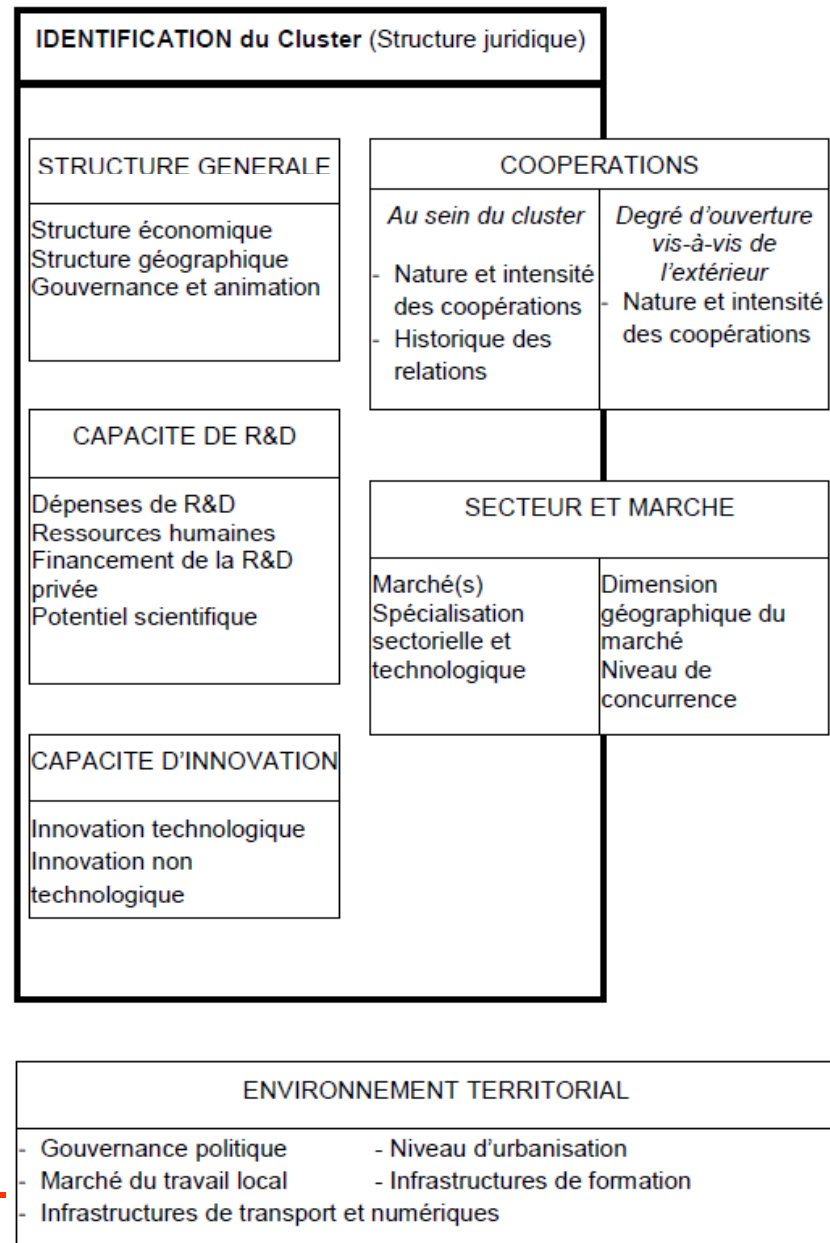 IDENTIFICATION du Cluster (Structure juridique)
STRUCTURE GENERALE
Structure économique
Structure géographique
Gouvernance et animation
COOPERATIONS
Au sein du cluster
- Nature et intensité
des coopérations
- Historique des
relations
Degré d'ouverture
vis-à-vis de
l'extérieur
- Nature et intensité
des coopérations
CAPACITE DE R&D
Dépenses de R&D
Ressources humaines
Financement de la R&D
privée
Potentiel scientifique
SECTEUR ET MARCHE
Marché(s)
Spécialisation
sectorielle et
technologique
Dimension
géographique du
marché
Niveau de
concurrence
CAPACITE D'INNOVATION
Innovation technologique
Innovation non
technologique
ENVIRONNEMENT TERRITORIAL
- Gouvernance politique - Niveau d'urbanisation
- Marché du travail local - Infrastructures de formation
- Infrastructures de transport et numériques